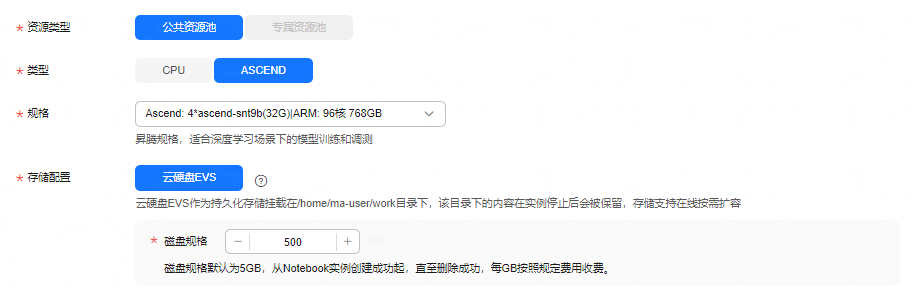 * 资源类型 公共资源池 专属资源池
* 类型 CPU ASCEND
* 规格 Ascend: 4*ascend-snt9b(32G)|ARM: 96核 768GB
昇腾规格，适合深度学习场景下的模型训练和调测
* 存储配置 云硬盘EVS ?
云硬盘EVS作为持久化存储挂载在/home/ma-user/work目录下，该目录下的内容在实例停止后会被保留，存储支持在线按需扩容
* 磁盘规格 − 500 +
磁盘规格默认为5GB，从Notebook实例创建成功起，直至删除成功，每GB按照规定费用收费。